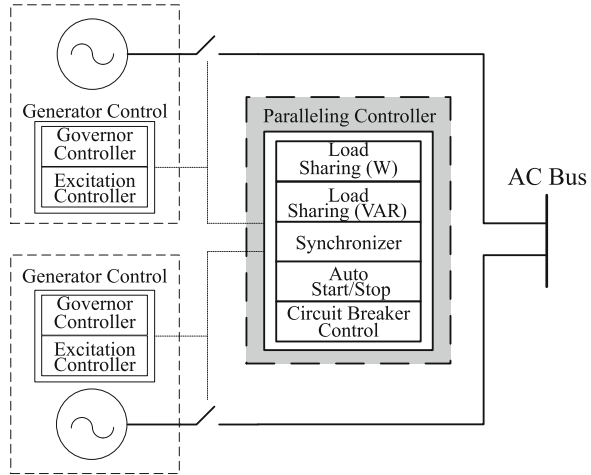 Generator Control
Governor
Controller
Excitation
Controller
Paralleling Controller
Load
Sharing (W)
Load
Sharing (VAR)
Synchronizer
Auto
Start/Stop
Circuit Breaker
Control
AC Bus
Generator Control
Governor
Controller
Excitation
Controller